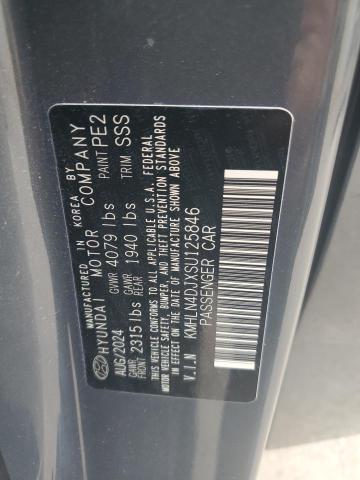 MANUFACTURED IN KOREA BY
HYUNDAI MOTOR COMPANY
AUG/2024 GVWR 4079 lbs PAINT PE2
GAWR FRONT 2315 lbs GAWR REAR 1940 lbs TRIM SSS
THIS VEHICLE CONFORMS TO ALL APPLICABLE U.S.A. FEDERAL
MOTOR VEHICLE SAFETY, BUMPER, AND THEFT PREVENTION STANDARDS
IN EFFECT ON THE DATE OF MANUFACTURE SHOWN ABOVE
V.I.N KMHLN4DJXSU125846
PASSENGER CAR